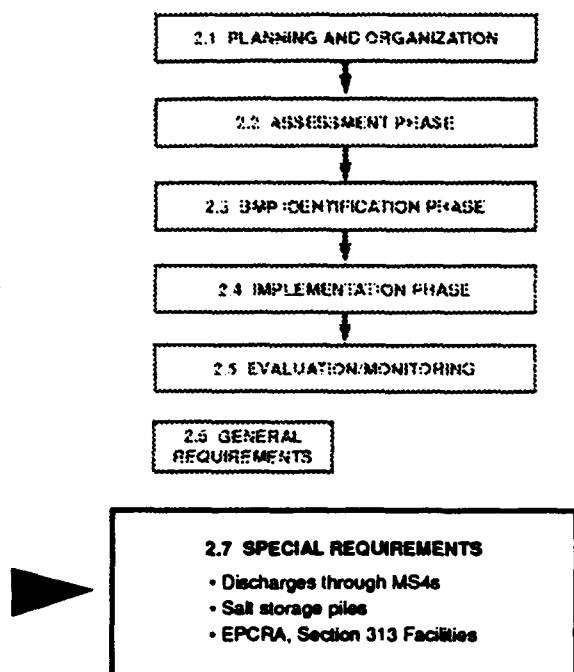 2.1 PLANNING AND ORGANIZATION
2.2 ASSESSMENT PHASE
2.3 BMP IDENTIFICATION PHASE
2.4 IMPLEMENTATION PHASE
2.5 EVALUATION/MONITORING
2.6 GENERAL
REQUIREMENTS
2.7 SPECIAL REQUIREMENTS
• Discharges through MS4s
• Salt storage piles
• EPCRA, Section 313 Facilities